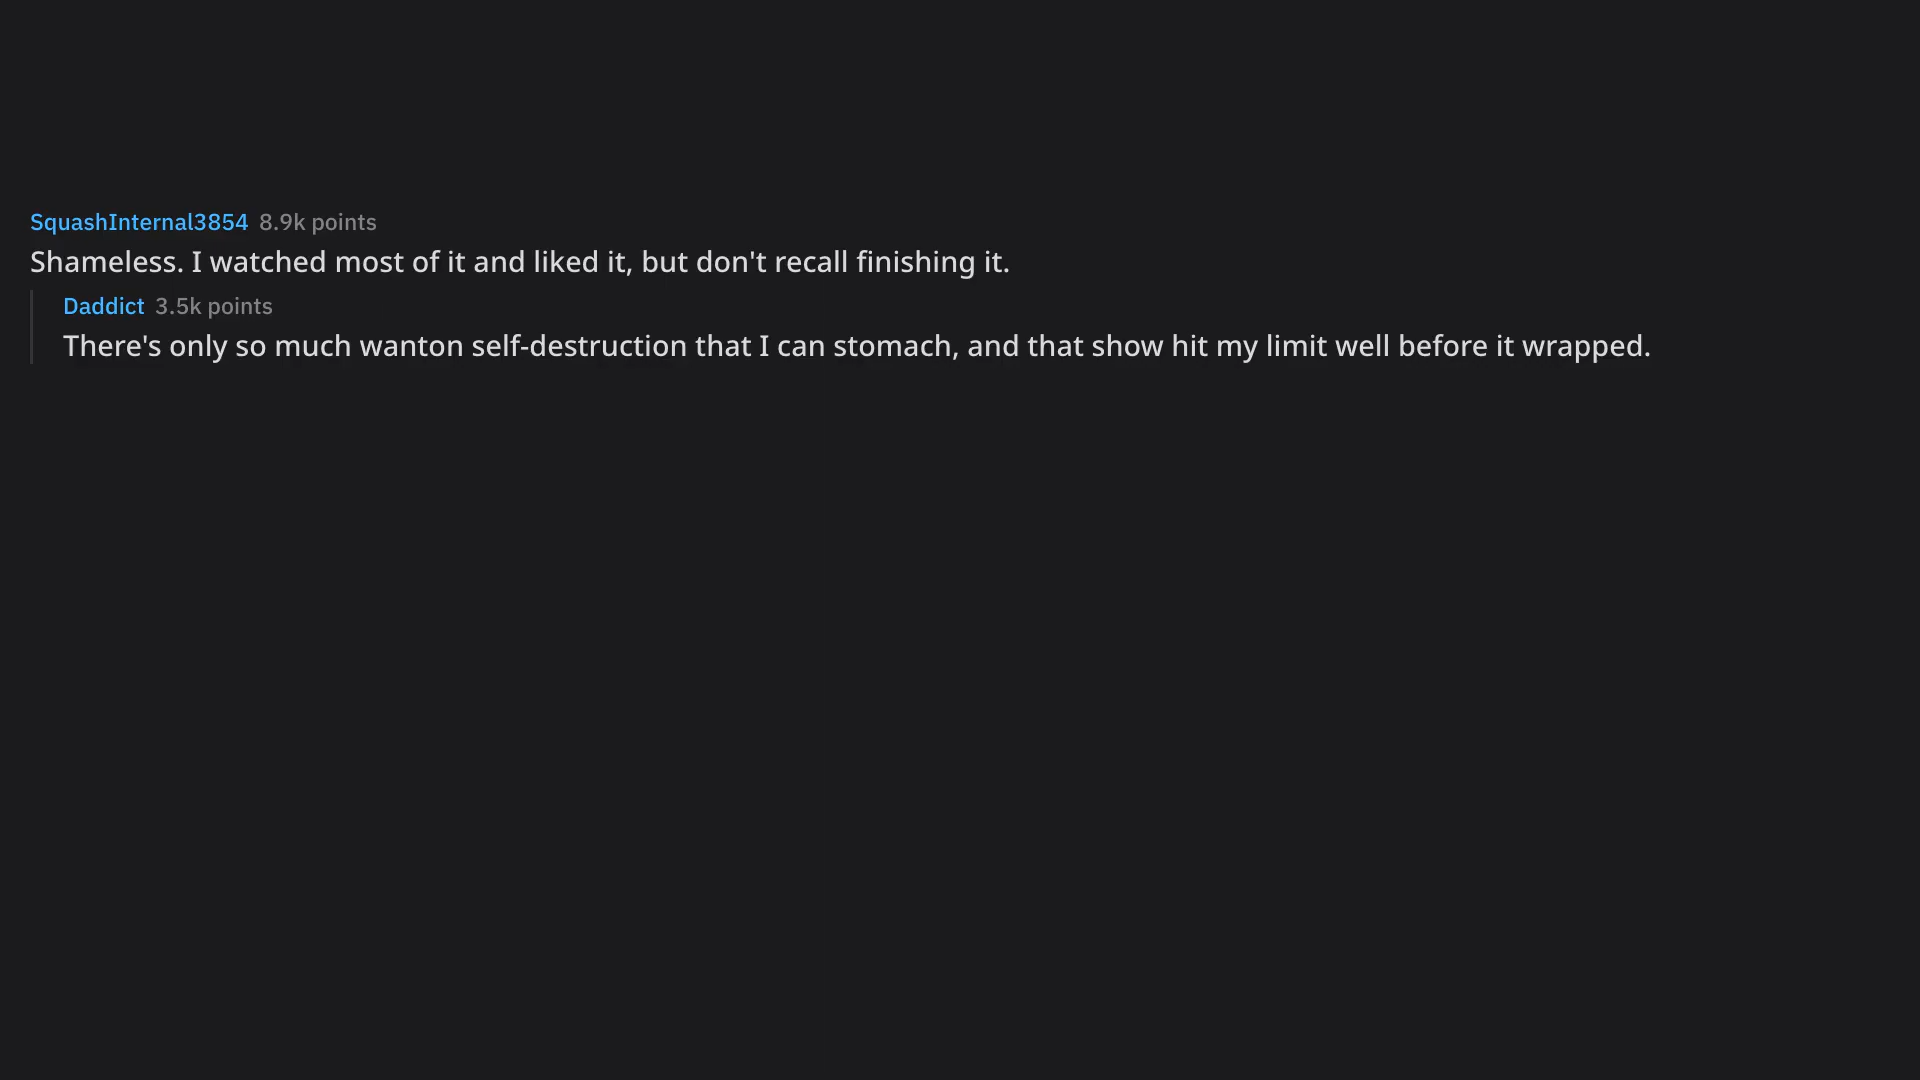 SquashInternal3854 8.9k points
Shameless. I watched most of it and liked it, but don't recall finishing it.
Daddict 3.5k points
There's only so much wanton self-destruction that I can stomach, and that show hit my limit well before it wrapped.